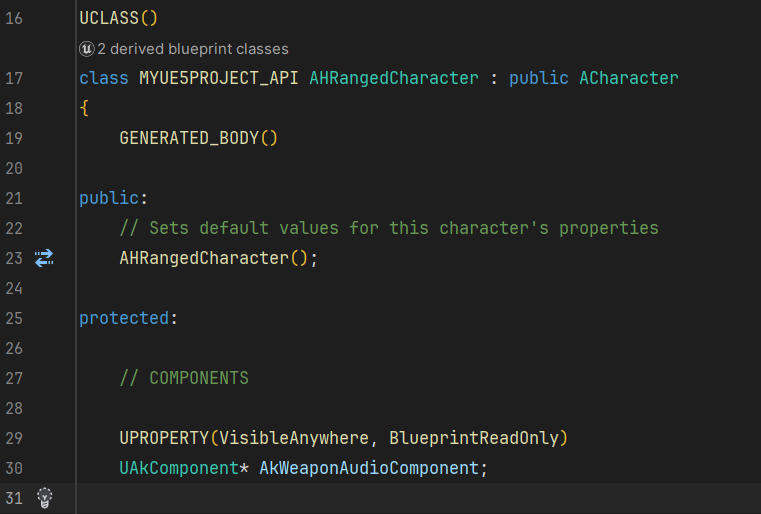 16 UCLASS()
2 derived blueprint classes
17 class MYUE5PROJECT_API AHRangedCharacter : public ACharacter
18 {
19 GENERATED_BODY()
20
21 public:
22 // Sets default values for this character's properties
23 AHRangedCharacter();
24
25 protected:
26
27 // COMPONENTS
28
29 UPROPERTY(VisibleAnywhere, BlueprintReadOnly)
30 UAkComponent* AkWeaponAudioComponent;
31